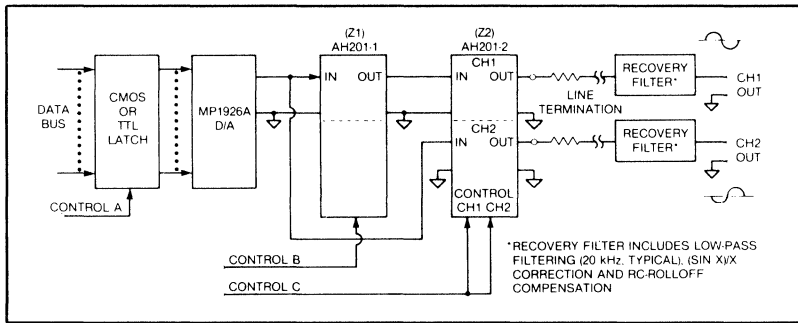 DATA
BUS
CMOS
OR
TTL
LATCH
CONTROL A
MP1926A
D/A
(Z1)
AH201-1
IN OUT
CONTROL B
CONTROL C
(Z2)
AH201-2
CH1
IN OUT
CH2
IN OUT
CONTROL
CH1 CH2
LINE
TERMINATION
RECOVERY
FILTER*
CH1
OUT
RECOVERY
FILTER*
CH2
OUT
*RECOVERY FILTER INCLUDES LOW-PASS
FILTERING (20 kHz, TYPICAL), (SIN X)/X
CORRECTION AND RC-ROLLOFF
COMPENSATION